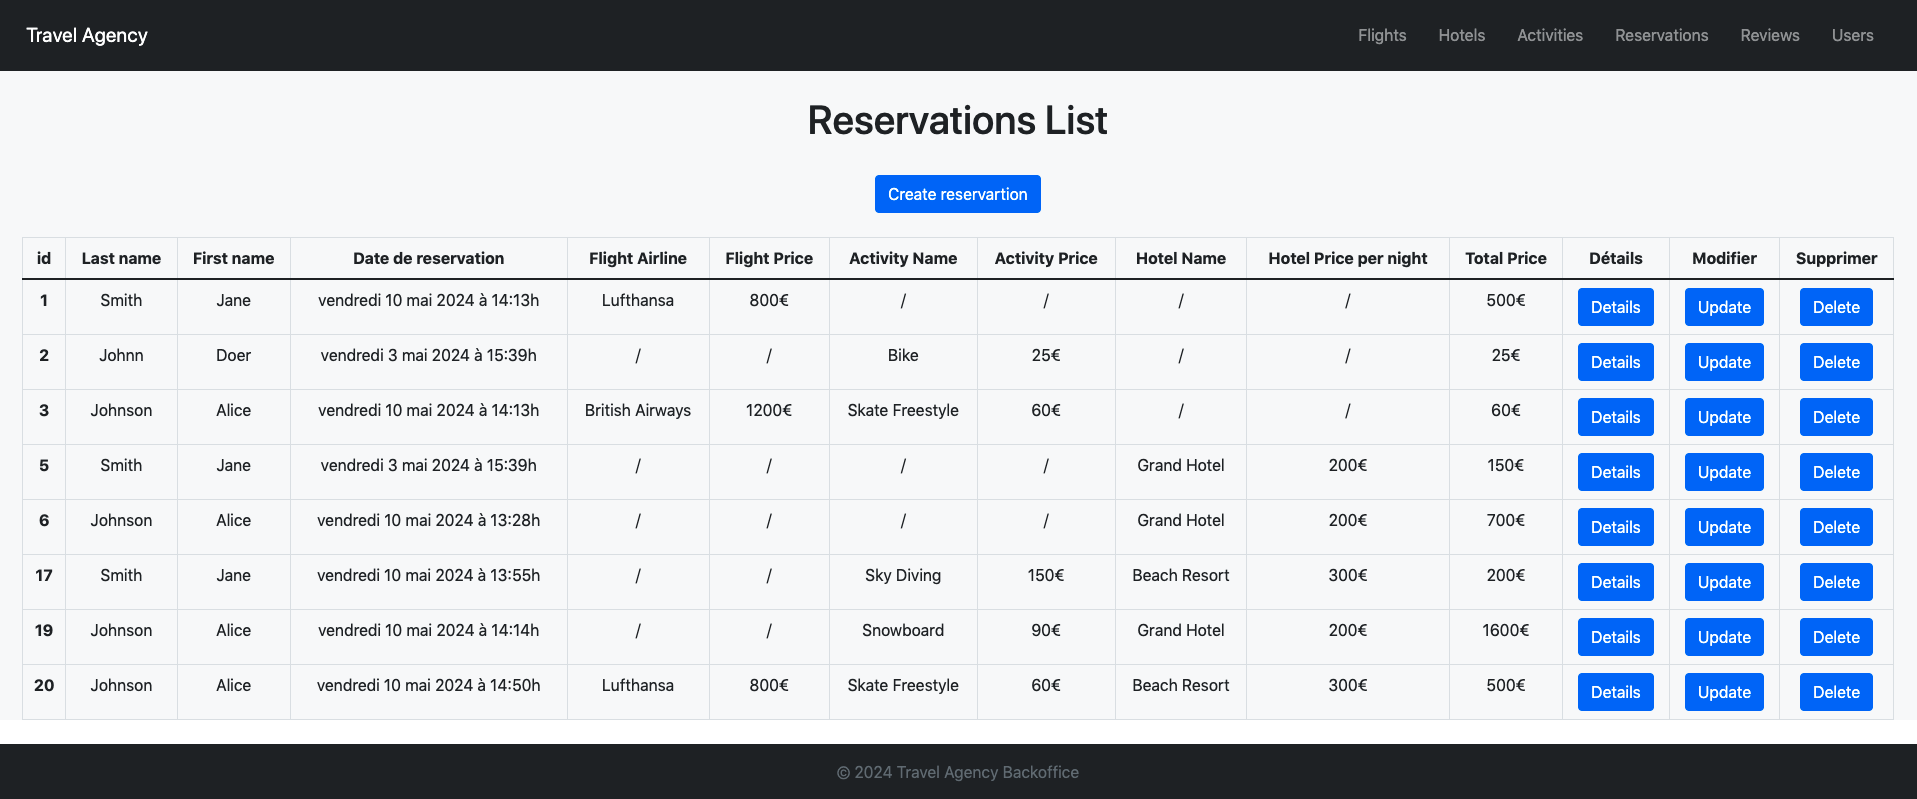 Travel Agency Flights Hotels Activities Reservations Reviews Users
Reservations List
Create reservartion
id Last name First name Date de reservation Flight Airline Flight Price Activity Name Activity Price Hotel Name Hotel Price per night Total Price Détails Modifier Supprimer
1 Smith Jane vendredi 10 mai 2024 à 14:13h Lufthansa 800€ / / / / 500€ Details Update Delete
2 Johnn Doer vendredi 3 mai 2024 à 15:39h / / Bike 25€ / / 25€ Details Update Delete
3 Johnson Alice vendredi 10 mai 2024 à 14:13h British Airways 1200€ Skate Freestyle 60€ / / 60€ Details Update Delete
5 Smith Jane vendredi 3 mai 2024 à 15:39h / / / / Grand Hotel 200€ 150€ Details Update Delete
6 Johnson Alice vendredi 10 mai 2024 à 13:28h / / / / Grand Hotel 200€ 700€ Details Update Delete
17 Smith Jane vendredi 10 mai 2024 à 13:55h / / Sky Diving 150€ Beach Resort 300€ 200€ Details Update Delete
19 Johnson Alice vendredi 10 mai 2024 à 14:14h / / Snowboard 90€ Grand Hotel 200€ 1600€ Details Update Delete
20 Johnson Alice vendredi 10 mai 2024 à 14:50h Lufthansa 800€ Skate Freestyle 60€ Beach Resort 300€ 500€ Details Update Delete
© 2024 Travel Agency Backoffice